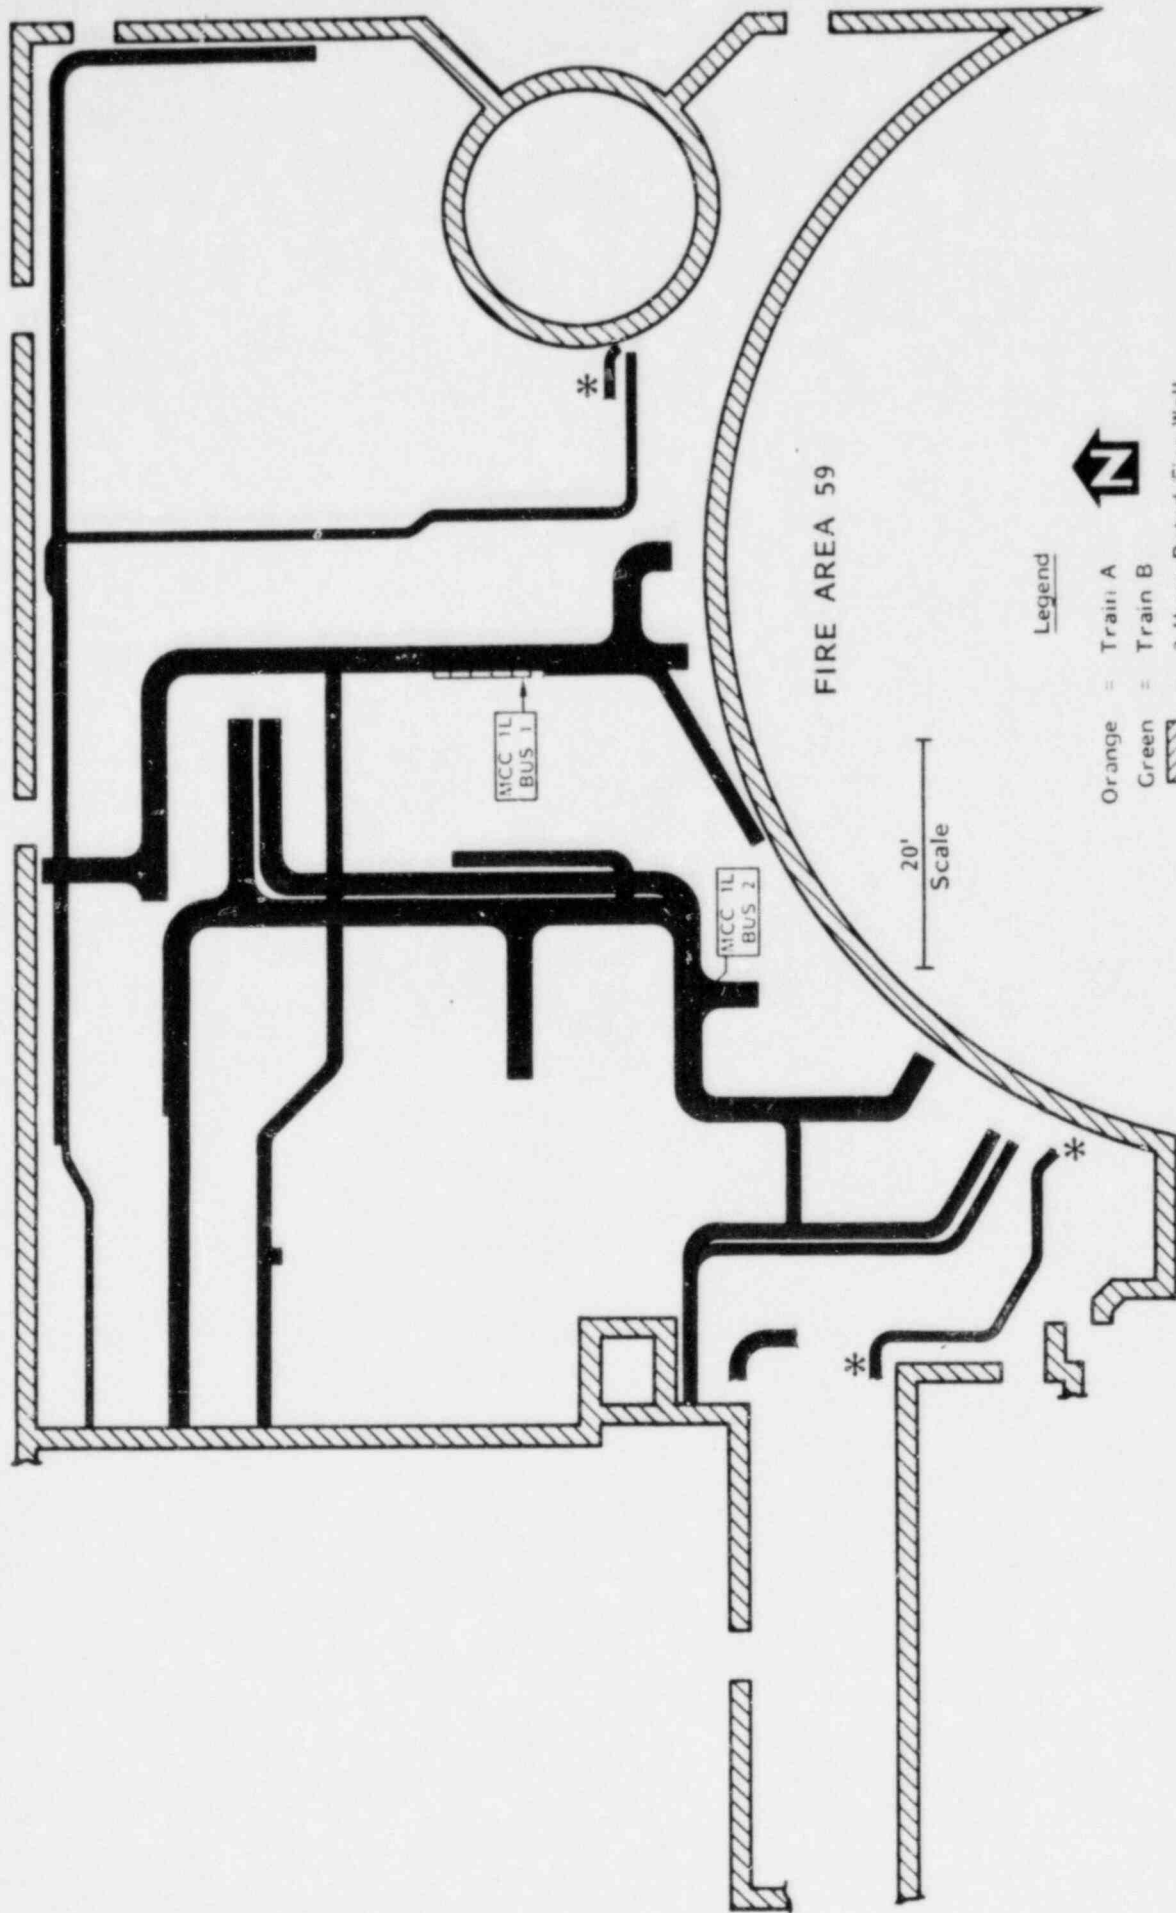 MCC 1L
BUS 1
MCC 1L
BUS 2
*
*
*
FIRE AREA 59
20'
Scale
N
Legend
Orange = Train A
Green = Train B